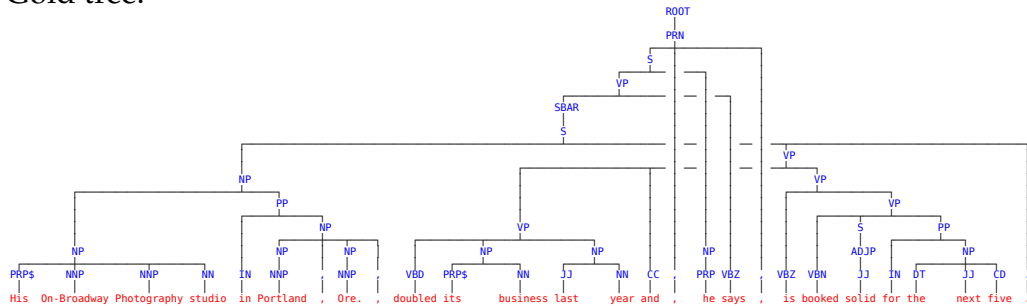 Gold tree:
ROOT
PRN
S
VP
SBAR
S
VP
NP VP
PP VP
NP VP S PP
NP NP NP NP NP NP ADJP NP
PRP$ NNP NNP NN IN NNP , NNP , VBD PRP$ NN JJ NN CC , PRP VBZ , VBZ VBN JJ IN DT JJ CD
His On-Broadway Photography studio in Portland , Ore. , doubled its business last year and , he says , is booked solid for the next five